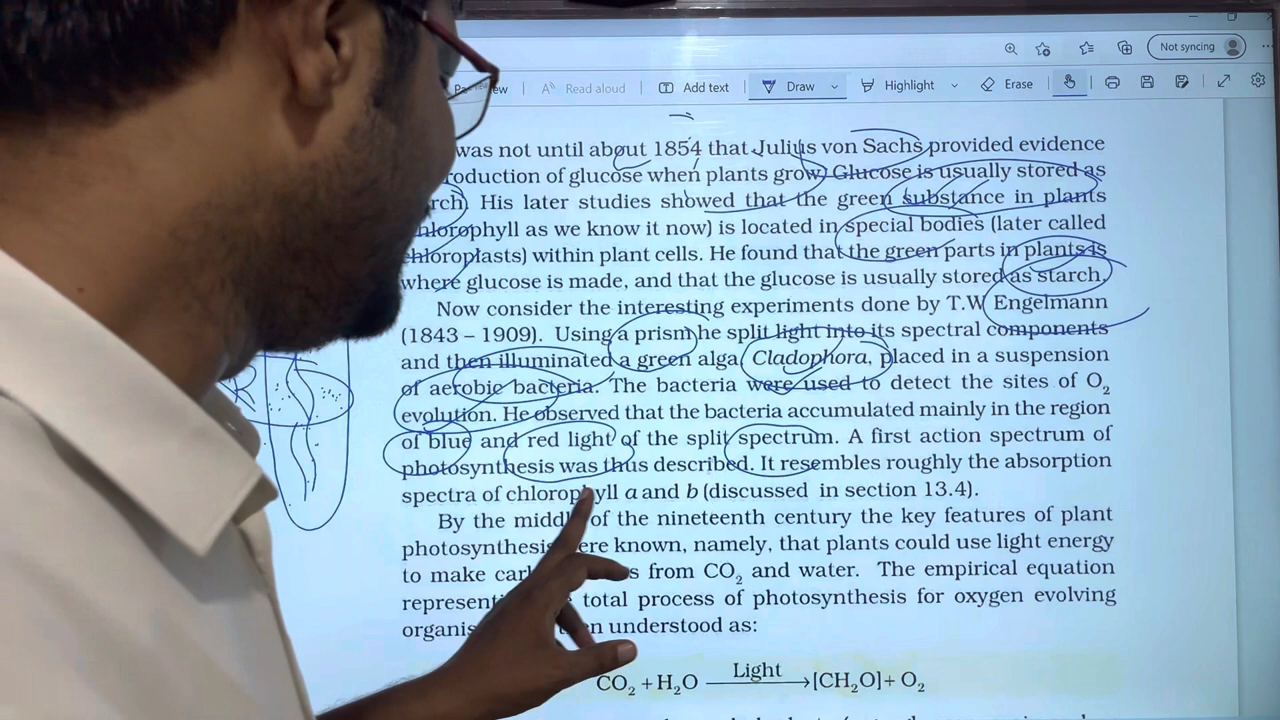 Not syncing
Read aloud Add text Draw Highlight Erase
was not until about 1854 that Julius von Sachs provided evidence
production of glucose when plants grow. Glucose is usually stored as
His later studies showed that the green substance in plants
chlorophyll as we know it now) is located in special bodies (later called
chloroplasts) within plant cells. He found that the green parts in plants is
where glucose is made, and that the glucose is usually stored as starch.
Now consider the interesting experiments done by T.W Engelmann
(1843 – 1909). Using a prism he split light into its spectral components
and then illuminated a green alga, Cladophora, placed in a suspension
of aerobic bacteria. The bacteria were used to detect the sites of O₂
evolution. He observed that the bacteria accumulated mainly in the region
of blue and red light of the split spectrum. A first action spectrum of
photosynthesis was thus described. It resembles roughly the absorption
spectra of chlorophyll a and b (discussed in section 13.4).
By the middle of the nineteenth century the key features of plant
photosynthesis were known, namely, that plants could use light energy
to make from CO₂ and water. The empirical equation
total process of photosynthesis for oxygen evolving
understood as:
CO₂ + H₂O Light → [CH₂O] + O₂